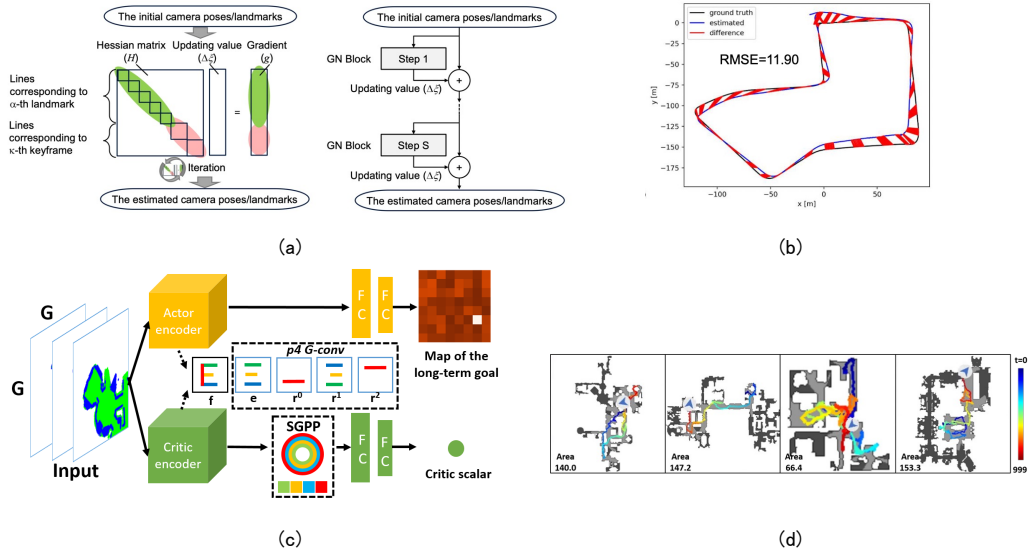 The initial camera poses/landmarks
Hessian matrix Updating value Gradient
(H) (Δξ) (g)
Lines
corresponding to
α-th landmark
Lines
corresponding to
κ-th keyframe
=
Iteration
The estimated camera poses/landmarks
The initial camera poses/landmarks
GN Block
Step 1
Updating value (Δξ)
+
GN Block
Step S
Updating value (Δξ)
+
The estimated camera poses/landmarks
(a)
ground truth
estimated
difference
RMSE=11.90
y [m]
0
−25
−50
−75
−100
−125
−150
−175
−100
−50
0
50
x [m]
(b)
G
G
Input
Actor
encoder
Critic
encoder
F
C
F
C
Map of the
long-term goal
p4 G-conv
f
e
r⁰
r¹
r²
SGPP
F
C
F
C
Critic scalar
(c)
Area
140.0
Area
147.2
Area
66.4
Area
153.3
t=0
999
(d)